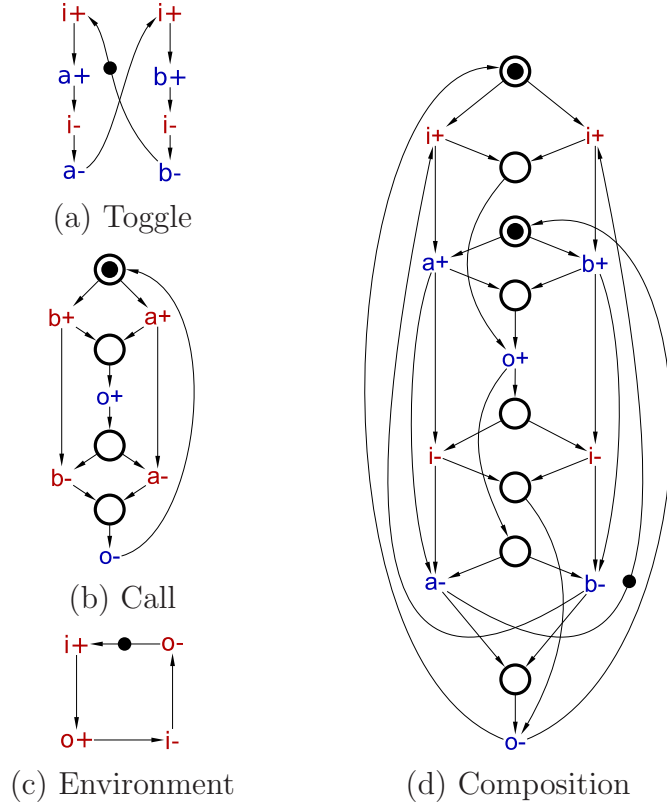 i+ i+
a+ b+
i- i-
a- b-
(a) Toggle
b+ a+
o+
b- a-
o-
(b) Call
i+ o-
o+ i-
(c) Environment
i+ i+
a+ b+
o+
i- i-
a- b-
o-
(d) Composition